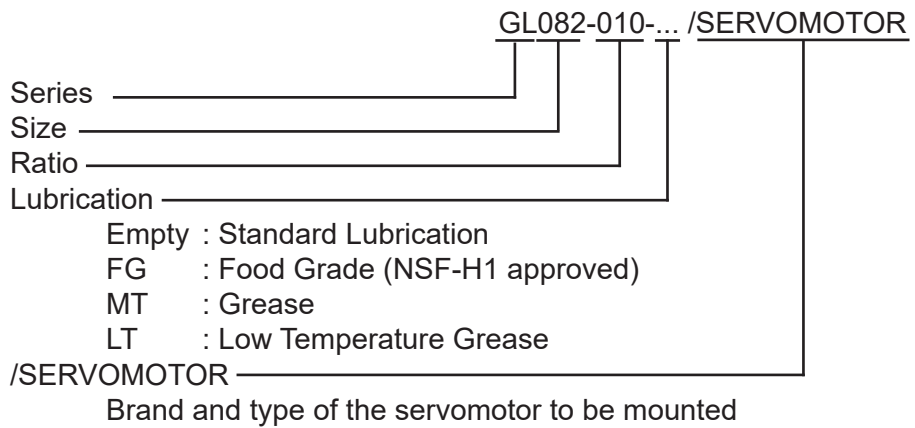 GL082-010-... /SERVOMOTOR
Series
Size
Ratio
Lubrication
Empty : Standard Lubrication
FG : Food Grade (NSF-H1 approved)
MT : Grease
LT : Low Temperature Grease
/SERVOMOTOR
Brand and type of the servomotor to be mounted